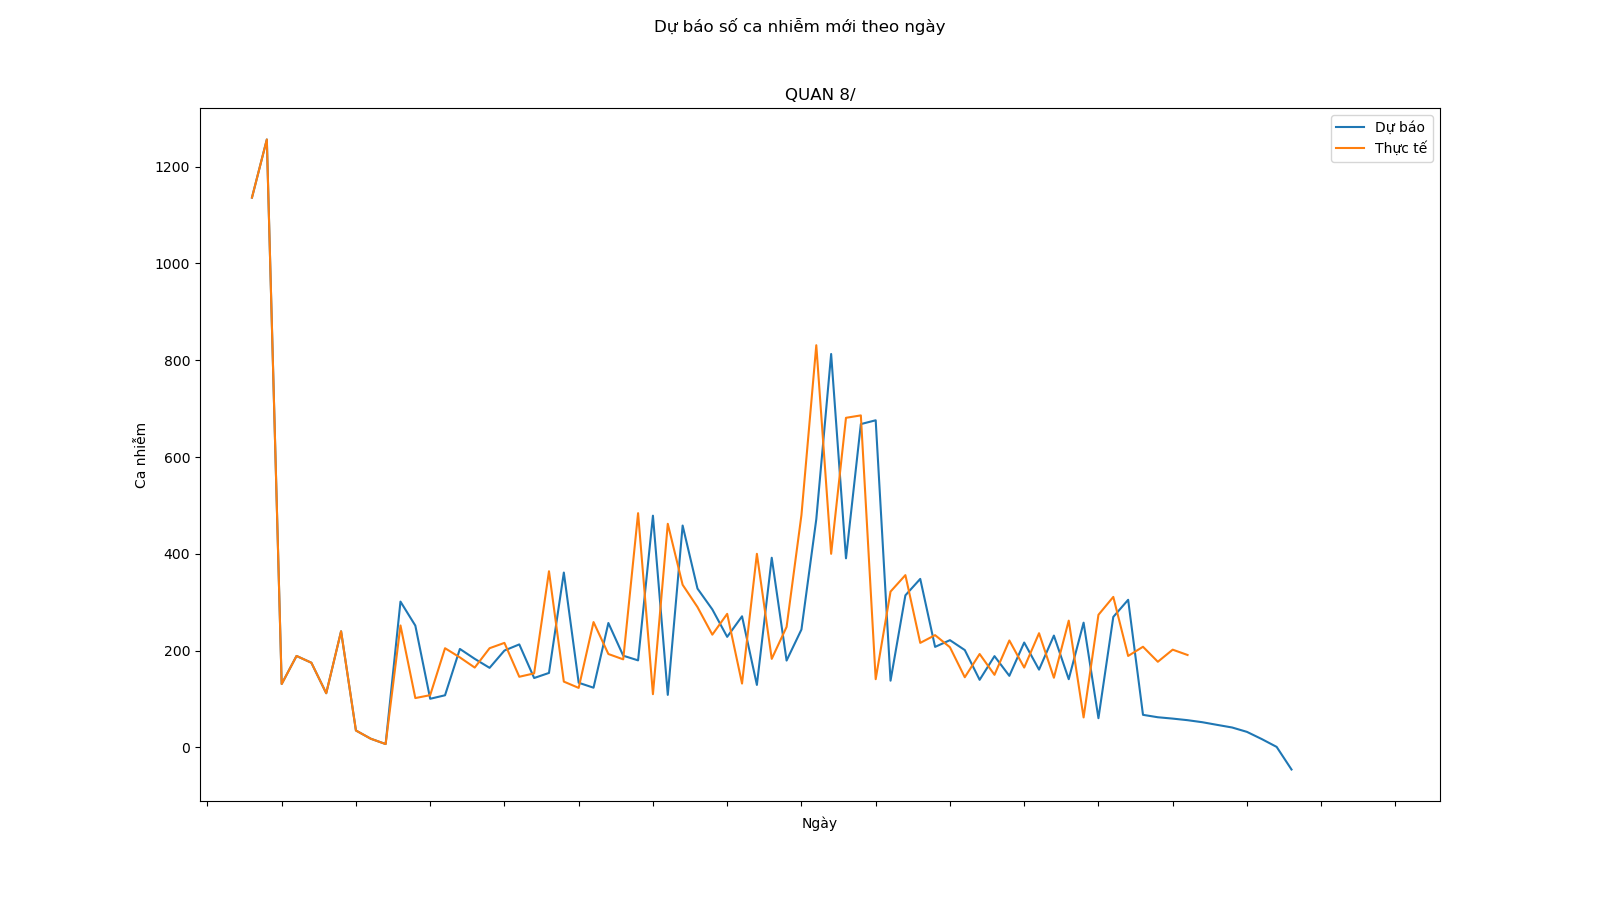 Dự báo số ca nhiễm mới theo ngày
QUAN 8/
Dự báo
Thực tế
1200
1000
800
600
400
200
0
Ca nhiễm
Ngày